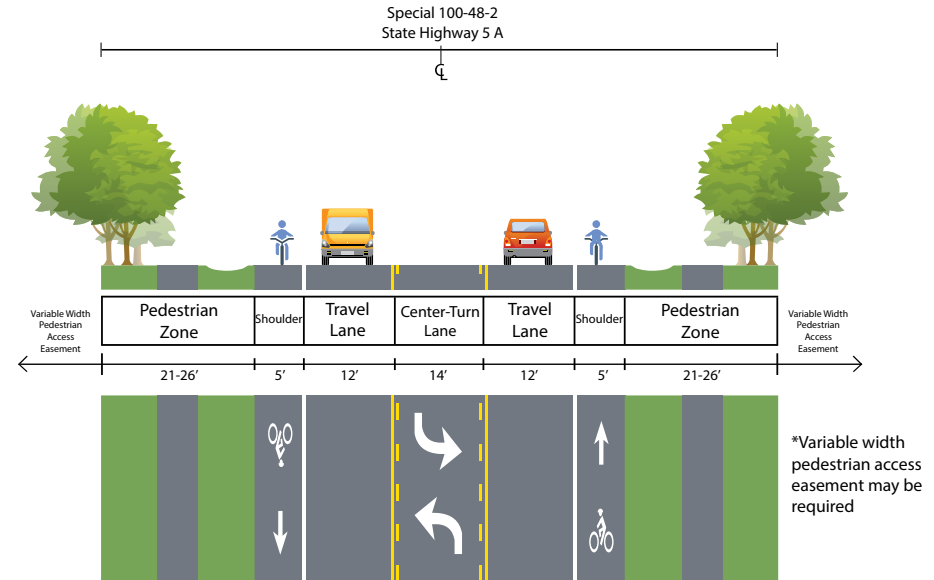 Special 100-48-2
State Highway 5 A
℄
Variable Width
Pedestrian
Access
Easement
Pedestrian
Zone
Shoulder
Travel
Lane
Center-Turn
Lane
Travel
Lane
Shoulder
Pedestrian
Zone
Variable Width
Pedestrian
Access
Easement
21-26’
5’
12’
14’
12’
5’
21-26’
*Variable width
pedestrian access
easement may be
required